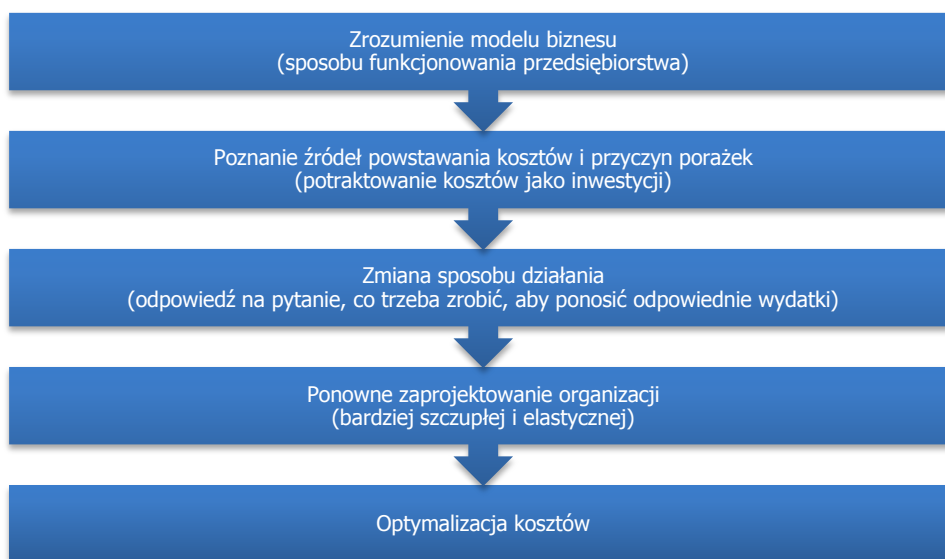 Zrozumienie modelu biznesu
(sposobu funkcjonowania przedsiębiorstwa)
Poznanie źródeł powstawania kosztów i przyczyn porażek
(potraktowanie kosztów jako inwestycji)
Zmiana sposobu działania
(odpowiedź na pytanie, co trzeba zrobić, aby ponosić odpowiednie wydatki)
Ponowne zaprojektowanie organizacji
(bardziej szczupłej i elastycznej)
Optymalizacja kosztów